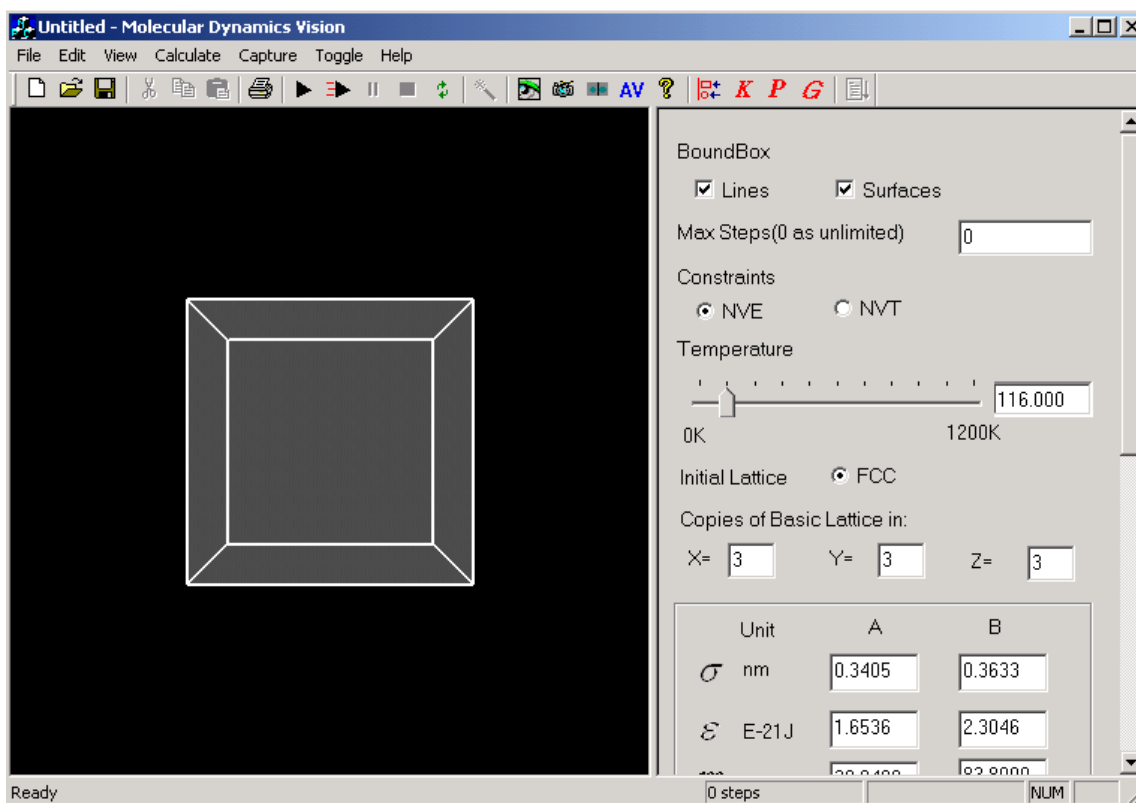 Untitled - Molecular Dynamics Vision
File Edit View Calculate Capture Toggle Help
AV ? K P G
BoundBox
Lines Surfaces
Max Steps(0 as unlimited) 0
Constraints
NVE NVT
Temperature
116.000
0K 1200K
Initial Lattice FCC
Copies of Basic Lattice in:
X= 3 Y= 3 Z= 3
Unit A B
σ nm 0.3405 0.3633
ε E-21J 1.6536 2.3046
83.8000
Ready 0 steps NUM